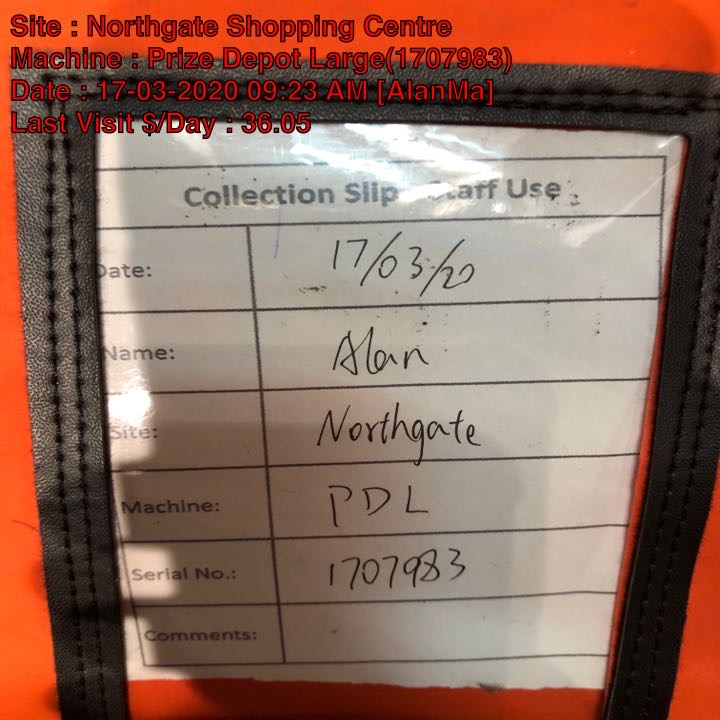 Site : Northgate Shopping Centre
Machine : Prize Depot Large(1707983)
Date : 17-03-2020 09:23 AM [AlanMa]
Last Visit $/Day : 36.05
Collection Slip Staff Use
Date: 17/03/20
Name: Alan
Site: Northgate
Machine: PDL
Serial No.: 1707983
Comments: